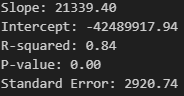 Slope: 21339.40
Intercept: -42489917.94
R-squared: 0.84
P-value: 0.00
Standard Error: 2920.74